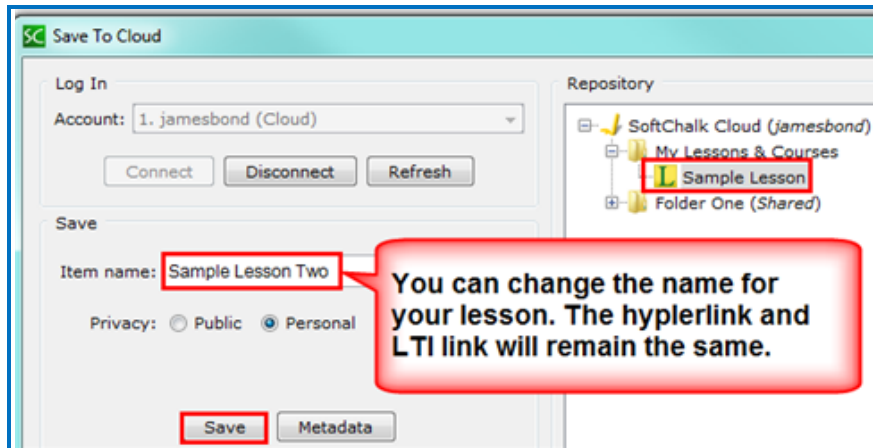 SC Save To Cloud
Log In
Account: 1. jamesbond (Cloud)
Connect Disconnect Refresh
Save
Item name: Sample Lesson Two
Privacy: Public Personal
Save Metadata
Repository
SoftChalk Cloud (jamesbond)
My Lessons & Courses
L Sample Lesson
Folder One (Shared)
You can change the name for
your lesson. The hyplerlink and
LTI link will remain the same.